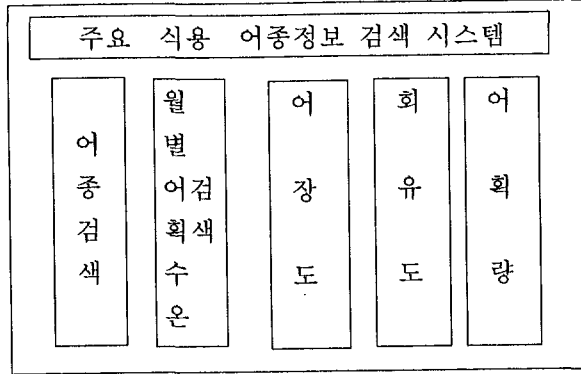 주요 식용 어종정보 검색 시스템
어종검색
월별어획수온
검색
어장도
회유도
어획량